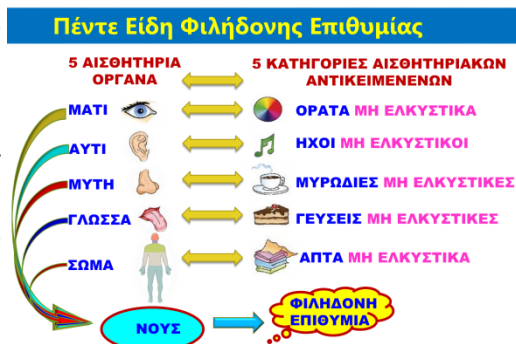 Πέντε Είδη Φιλήδονης Επιθυμίας
5 ΑΙΣΘΗΤΗΡΙΑ ΟΡΓΑΝΑ
5 ΚΑΤΗΓΟΡΙΕΣ ΑΙΣΘΗΤΗΡΙΑΚΩΝ ΑΝΤΙΚΕΙΜΕΝΕΝΩΝ
ΜΑΤΙ ΟΡΑΤΑ ΜΗ ΕΛΚΥΣΤΙΚΑ
ΑΥΤΙ ΗΧΟΙ ΜΗ ΕΛΚΥΣΤΙΚΟΙ
ΜΥΤΗ ΜΥΡΩΔΙΕΣ ΜΗ ΕΛΚΥΣΤΙΚΕΣ
ΓΛΩΣΣΑ ΓΕΥΣΕΙΣ ΜΗ ΕΛΚΥΣΤΙΚΕΣ
ΣΩΜΑ ΑΠΤΑ ΜΗ ΕΛΚΥΣΤΙΚΑ
ΝΟΥΣ
ΦΙΛΗΔΟΝΗ
ΕΠΙΘΥΜΙΑ